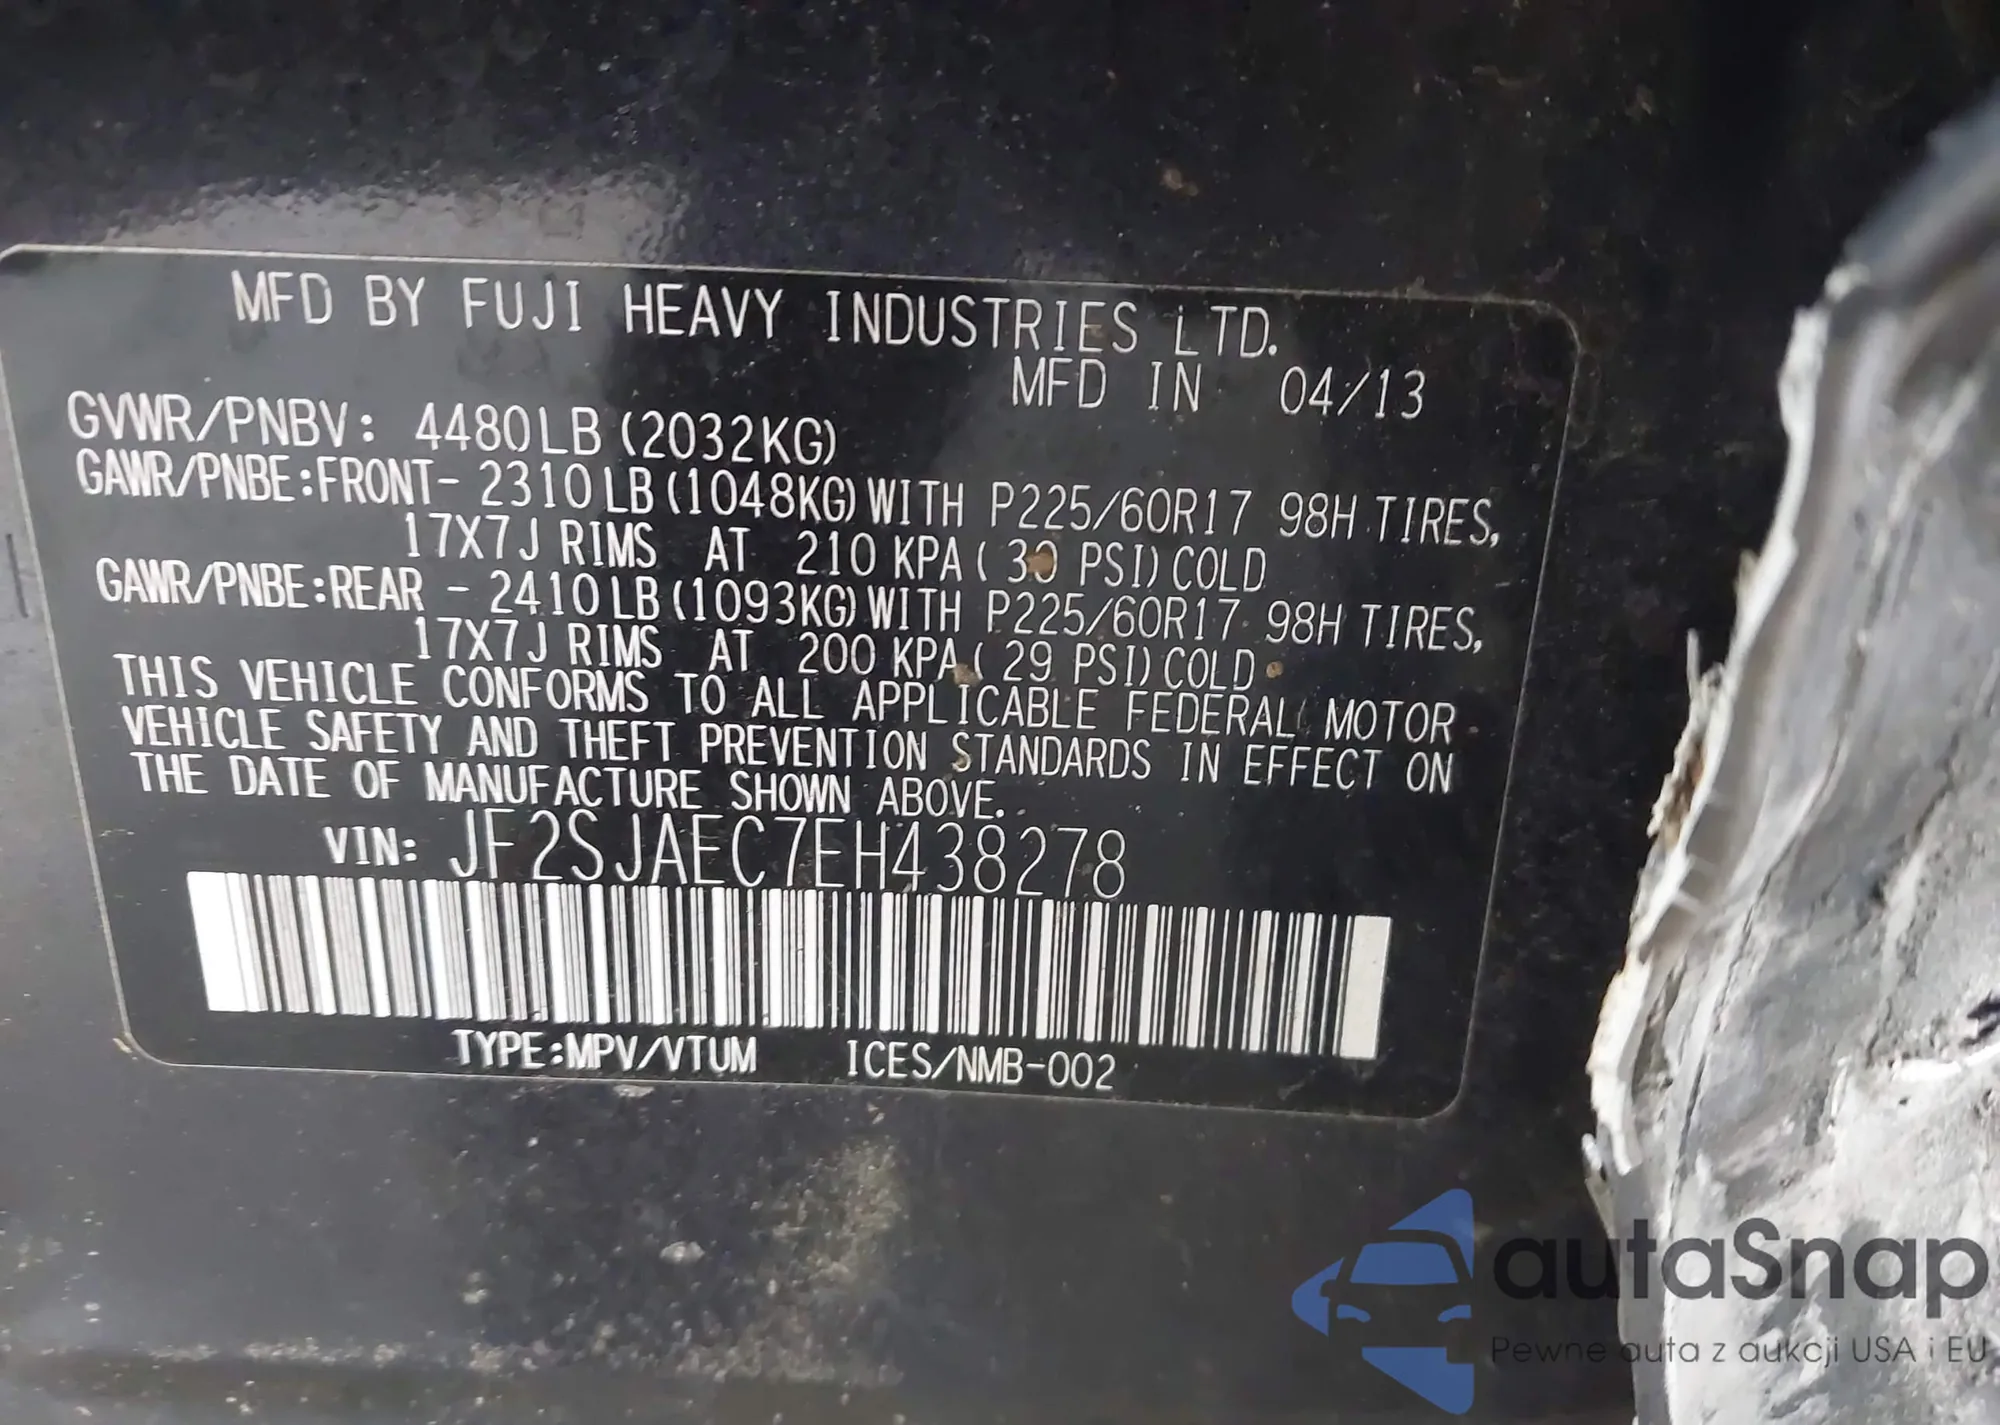 MFD BY FUJI HEAVY INDUSTRIES LTD.
MFD IN 04/13
GVWR/PNBV: 4480LB (2032KG)
GAWR/PNBE:FRONT- 2310LB (1048KG) WITH P225/60R17 98H TIRES,
17X7J RIMS AT 210 KPA ( 30 PSI) COLD
GAWR/PNBE:REAR - 2410LB (1093KG) WITH P225/60R17 98H TIRES,
17X7J RIMS AT 200 KPA ( 29 PSI) COLD
THIS VEHICLE CONFORMS TO ALL APPLICABLE FEDERAL MOTOR
VEHICLE SAFETY AND THEFT PREVENTION STANDARDS IN EFFECT ON
THE DATE OF MANUFACTURE SHOWN ABOVE.
VIN: JF2SJAEC7EH438278
TYPE:MPV/VTUM ICES/NMB-002
autaSnap
Pewne auta z aukcji USA i EU